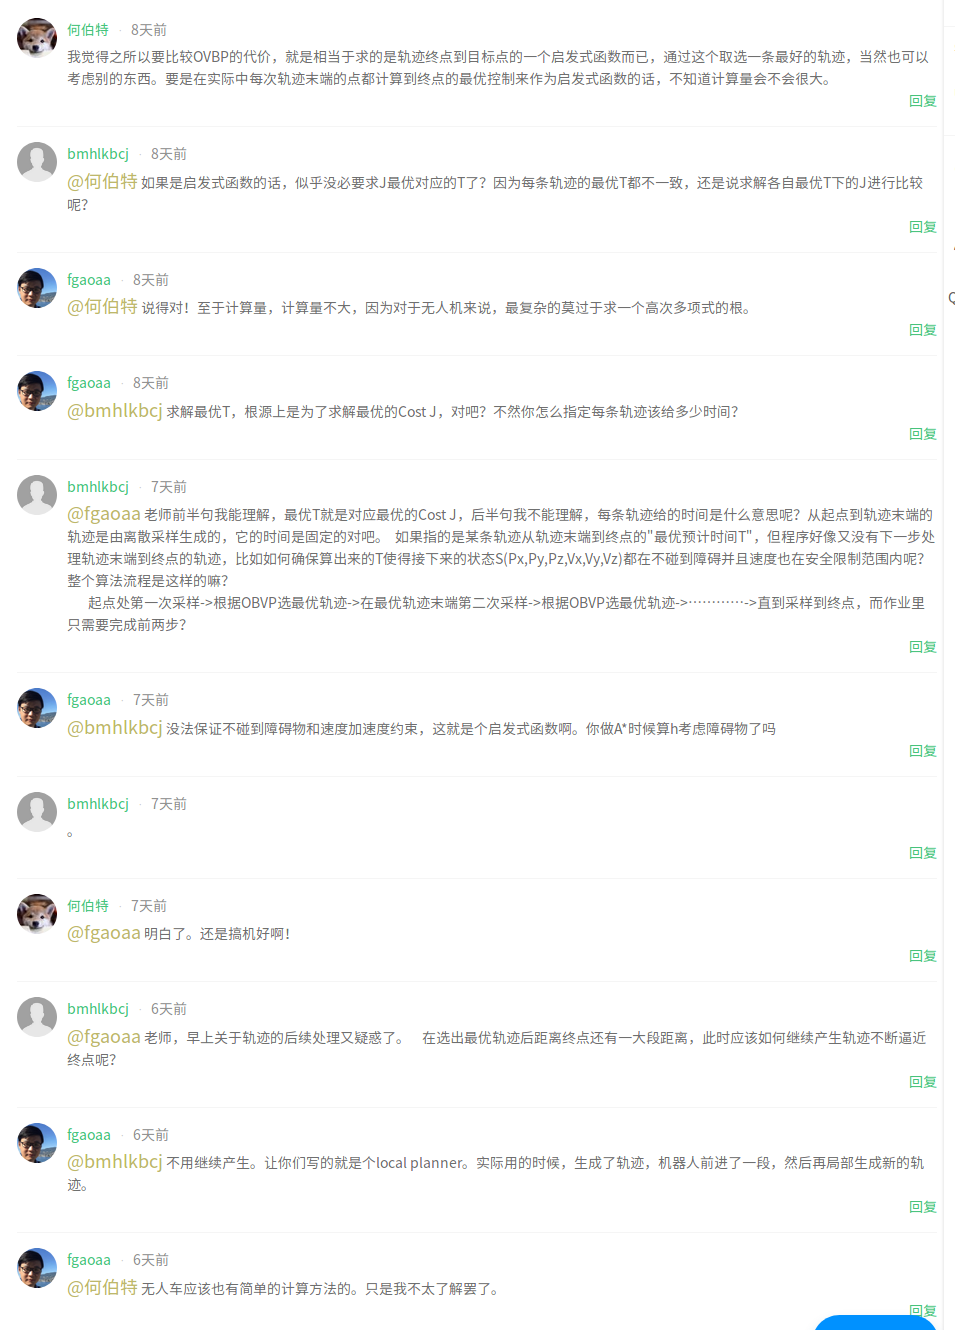 何伯特 · 8天前
我觉得之所以要比较OVBP的代价，就是相当于求的是轨迹终点到目标点的一个启发式函数而已，通过这个取选一条最好的轨迹，当然也可以
考虑别的东西。要是在实际中每次轨迹末端的点都计算到终点的最优控制来作为启发式函数的话，不知道计算量会不会很大。
回复
bmhlkbcj · 8天前
@何伯特 如果是启发式函数的话，似乎没必要求J最优对应的T了？因为每条轨迹的最优T都不一致，还是说求解各自最优T下的J进行比较
呢？
回复
fgaoaa · 8天前
@何伯特 说得对！至于计算量，计算量不大，因为对于无人机来说，最复杂的莫过于求一个高次多项式的根。
回复
fgaoaa · 8天前
@bmhlkbcj 求解最优T，根源上是为了求解最优的Cost J，对吧？不然你怎么指定每条轨迹该给多少时间？
回复
bmhlkbcj · 7天前
@fgaoaa 老师前半句我能理解，最优T就是对应最优的Cost J，后半句我不能理解，每条轨迹给的时间是什么意思呢？从起点到轨迹末端的
轨迹是由离散采样生成的，它的时间是固定的对吧。 如果指的是某条轨迹从轨迹末端到终点的"最优预计时间T"，但程序好像又没有下一步处
理轨迹末端到终点的轨迹，比如如何确保算出来的T使得接下来的状态S(Px,Py,Pz,Vx,Vy,Vz)都在不碰到障碍并且速度也在安全限制范围内呢？
整个算法流程是这样的嘛？
起点处第一次采样->根据OBVP选最优轨迹->在最优轨迹末端第二次采样->根据OBVP选最优轨迹->…………->直到采样到终点，而作业里
只需要完成前两步？
回复
fgaoaa · 7天前
@bmhlkbcj 没法保证不碰到障碍物和速度加速度约束，这就是个启发式函数啊。你做A*时候算h考虑障碍物了吗
回复
bmhlkbcj · 7天前
。
回复
何伯特 · 7天前
@fgaoaa 明白了。还是搞机好啊！
回复
bmhlkbcj · 6天前
@fgaoaa 老师，早上关于轨迹的后续处理又疑惑了。 在选出最优轨迹后距离终点还有一大段距离，此时应该如何继续产生轨迹不断逼近
终点呢？
回复
fgaoaa · 6天前
@bmhlkbcj 不用继续产生。让你们写的就是个local planner。实际用的时候，生成了轨迹，机器人前进了一段，然后再局部生成新的轨
迹。
回复
fgaoaa · 6天前
@何伯特 无人车应该也有简单的计算方法的。只是我不太了解罢了。
回复